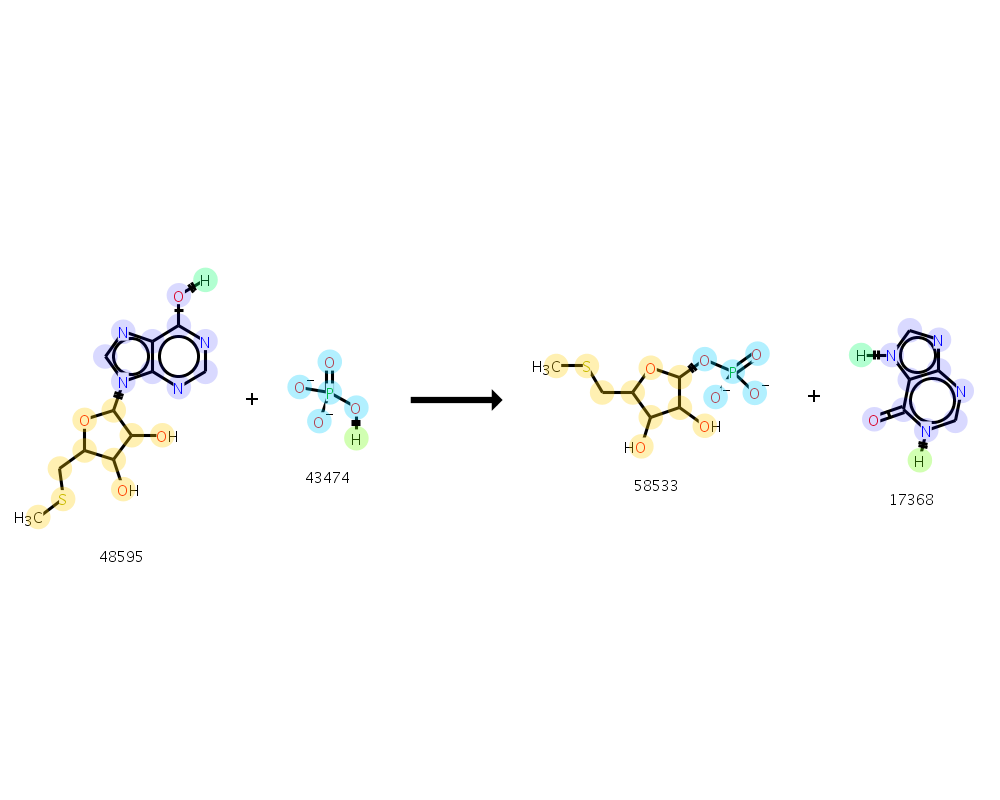 O H
N N
N N
O OH
OH
S
H₃C
48595
+
O
O⁻ P O
O⁻ H
43474
H₃C S O O P O
O⁻ O⁻
HO OH
58533
+
H N N
N
O N
H
17368